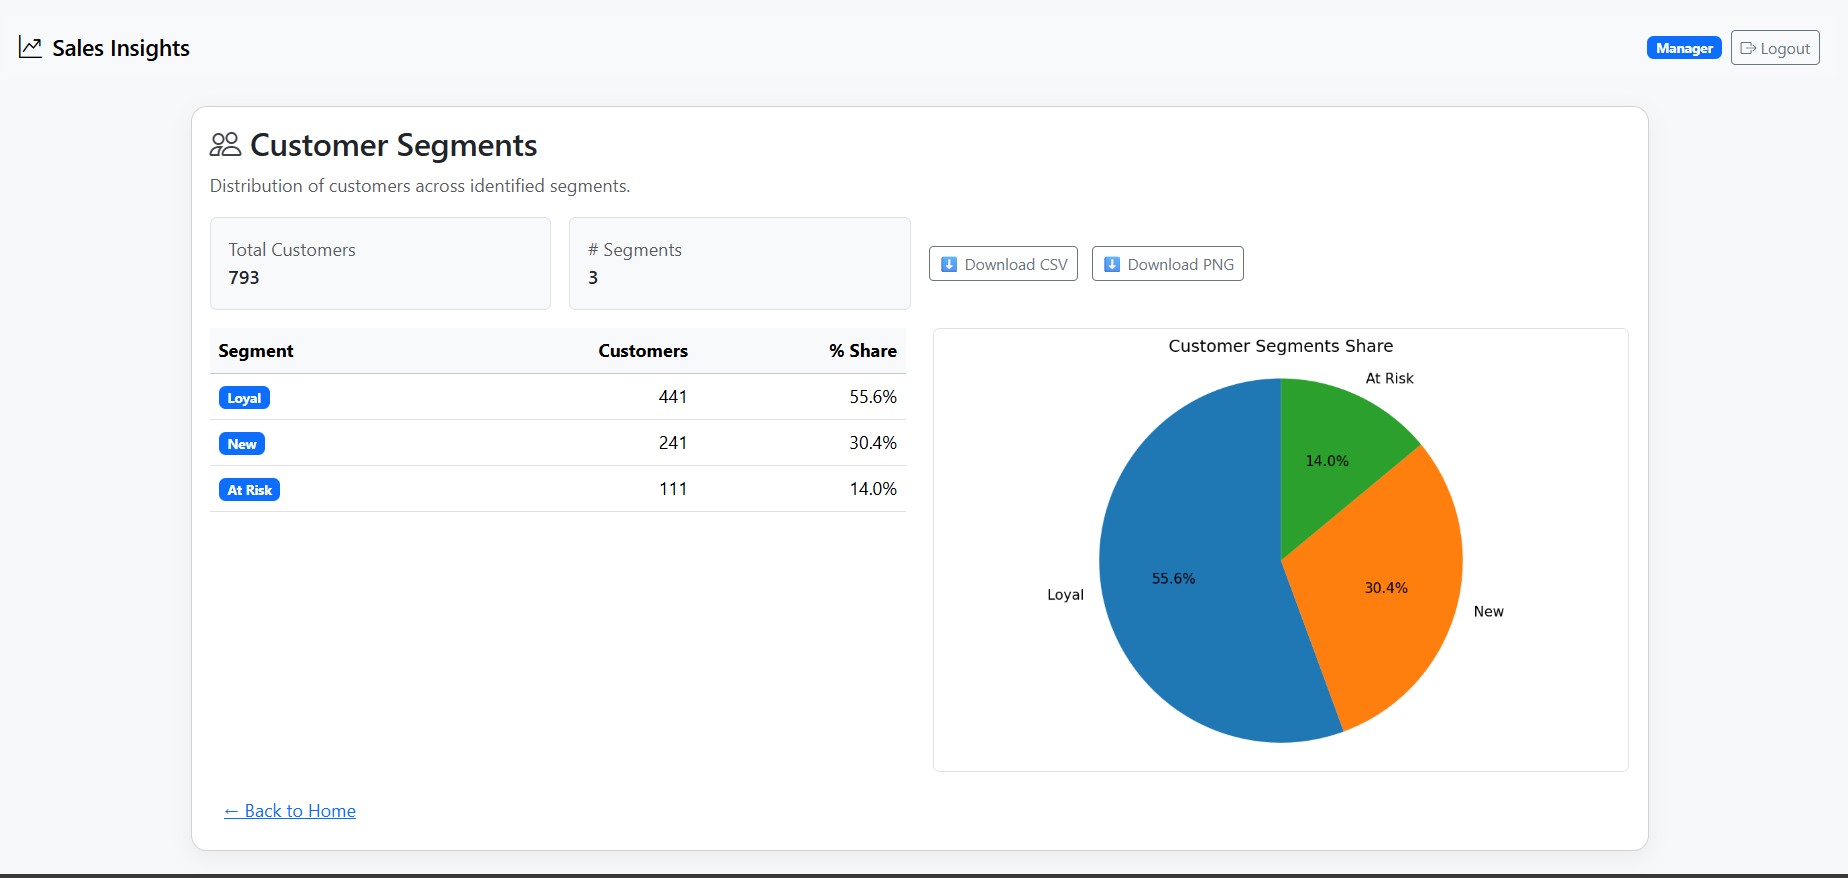 Sales Insights
Manager
Logout
Customer Segments
Distribution of customers across identified segments.
Total Customers
793
# Segments
3
Download CSV
Download PNG
Segment Customers % Share
Loyal 441 55.6%
New 241 30.4%
At Risk 111 14.0%
Customer Segments Share
At Risk
14.0%
55.6%
30.4%
Loyal
New
← Back to Home